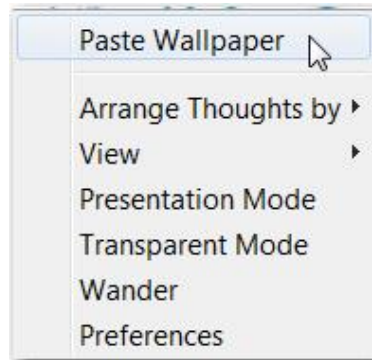 Paste Wallpaper
Arrange Thoughts by
View
Presentation Mode
Transparent Mode
Wander
Preferences